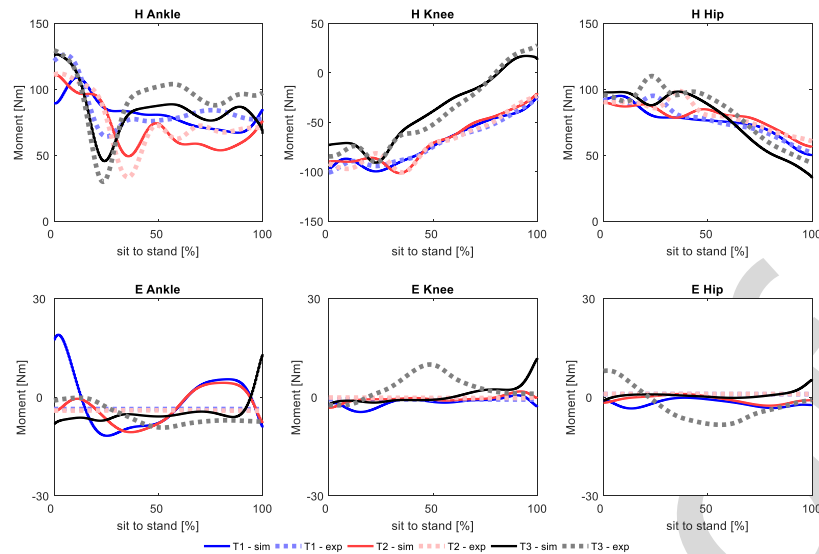 H Ankle
H Knee
H Hip
150
100
50
0
Moment [Nm]
0
50
100
sit to stand [%]
50
0
-50
-100
-150
Moment [Nm]
0
50
100
sit to stand [%]
150
100
50
0
Moment [Nm]
0
50
100
sit to stand [%]
E Ankle
E Knee
E Hip
30
0
-30
Moment [Nm]
0
50
100
sit to stand [%]
30
0
-30
Moment [Nm]
0
50
100
sit to stand [%]
30
0
-30
Moment [Nm]
0
50
100
sit to stand [%]
T1 - sim T1 - exp T2 - sim T2 - exp T3 - sim T3 - exp